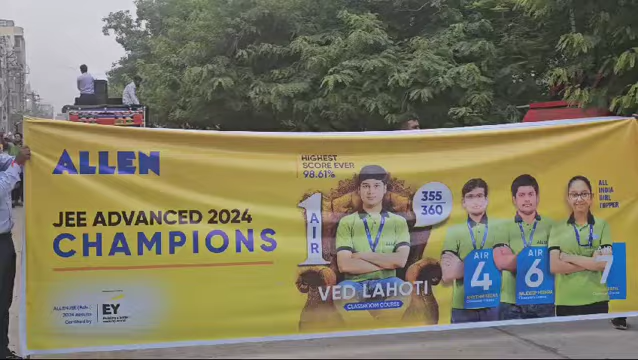 ALLEN
JEE ADVANCED 2024
CHAMPIONS
HIGHEST
SCORE EVER
98.61%
1
AIR
355
360
VED LAHOTI
CLASSROOM COURSE
AIR
4
AIR
6
7
ALL
INDIA
GIRL
TOPPER
EY